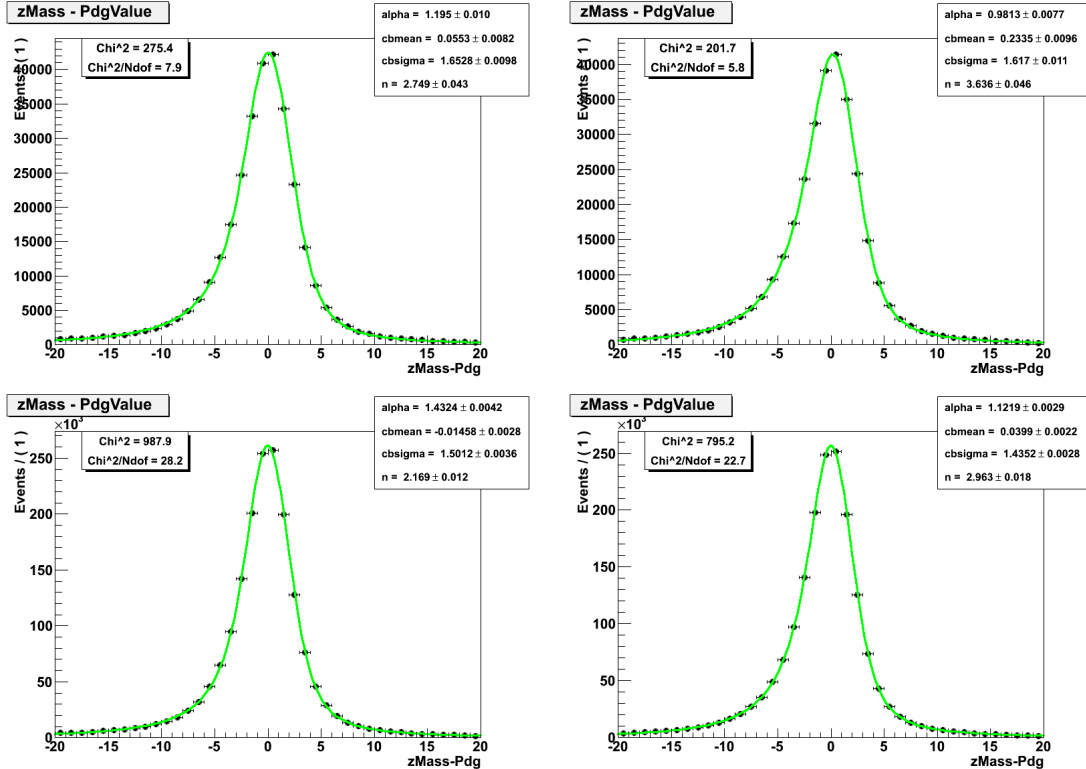 zMass - PdgValue
alpha = 1.195 ± 0.010
cbmean = 0.0553 ± 0.0082
cbsigma = 1.6528 ± 0.0098
n = 2.749 ± 0.043
Chi^2 = 275.4
Chi^2/Ndof = 7.9
Events / ( 1 )
40000
35000
30000
25000
20000
15000
10000
5000
0
-20 -15 -10 -5 0 5 10 15 20
zMass-Pdg
zMass - PdgValue
alpha = 0.9813 ± 0.0077
cbmean = 0.2335 ± 0.0096
cbsigma = 1.617 ± 0.011
n = 3.636 ± 0.046
Chi^2 = 201.7
Chi^2/Ndof = 5.8
Events / ( 1 )
40000
35000
30000
25000
20000
15000
10000
5000
0
-20 -15 -10 -5 0 5 10 15 20
zMass-Pdg
zMass - PdgValue
alpha = 1.4324 ± 0.0042
cbmean = -0.01458 ± 0.0028
cbsigma = 1.5012 ± 0.0036
n = 2.169 ± 0.012
×10³
Chi^2 = 987.9
Chi^2/Ndof = 28.2
Events / ( 1 )
250
200
150
100
50
0
-20 -15 -10 -5 0 5 10 15 20
zMass-Pdg
zMass - PdgValue
alpha = 1.1219 ± 0.0029
cbmean = 0.0399 ± 0.0022
cbsigma = 1.4352 ± 0.0028
n = 2.963 ± 0.018
×10³
Chi^2 = 795.2
Chi^2/Ndof = 22.7
Events / ( 1 )
250
200
150
100
50
0
-20 -15 -10 -5 0 5 10 15 20
zMass-Pdg